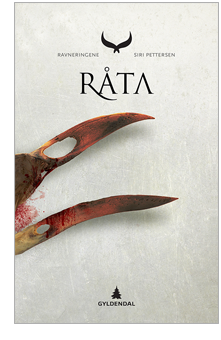 RAVNERINGENE SIRI PETTERSEN
RÅTA
GYLDENDAL